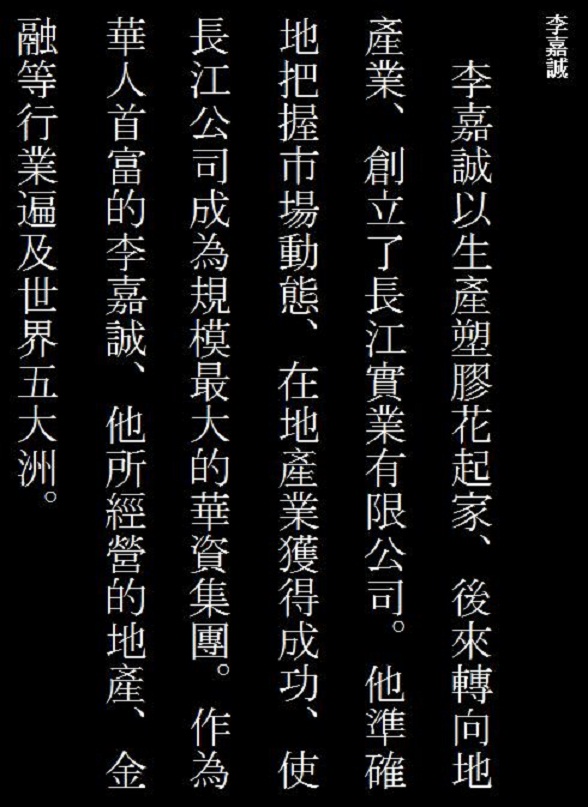 李嘉誠
李嘉誠以生產塑膠花起家、後來轉向地
產業、創立了長江實業有限公司。他準確
地把握市場動態、在地產業獲得成功、使
長江公司成為規模最大的華資集團。作為
華人首富的李嘉誠、他所經營的地產、金
融等行業遍及世界五大洲。